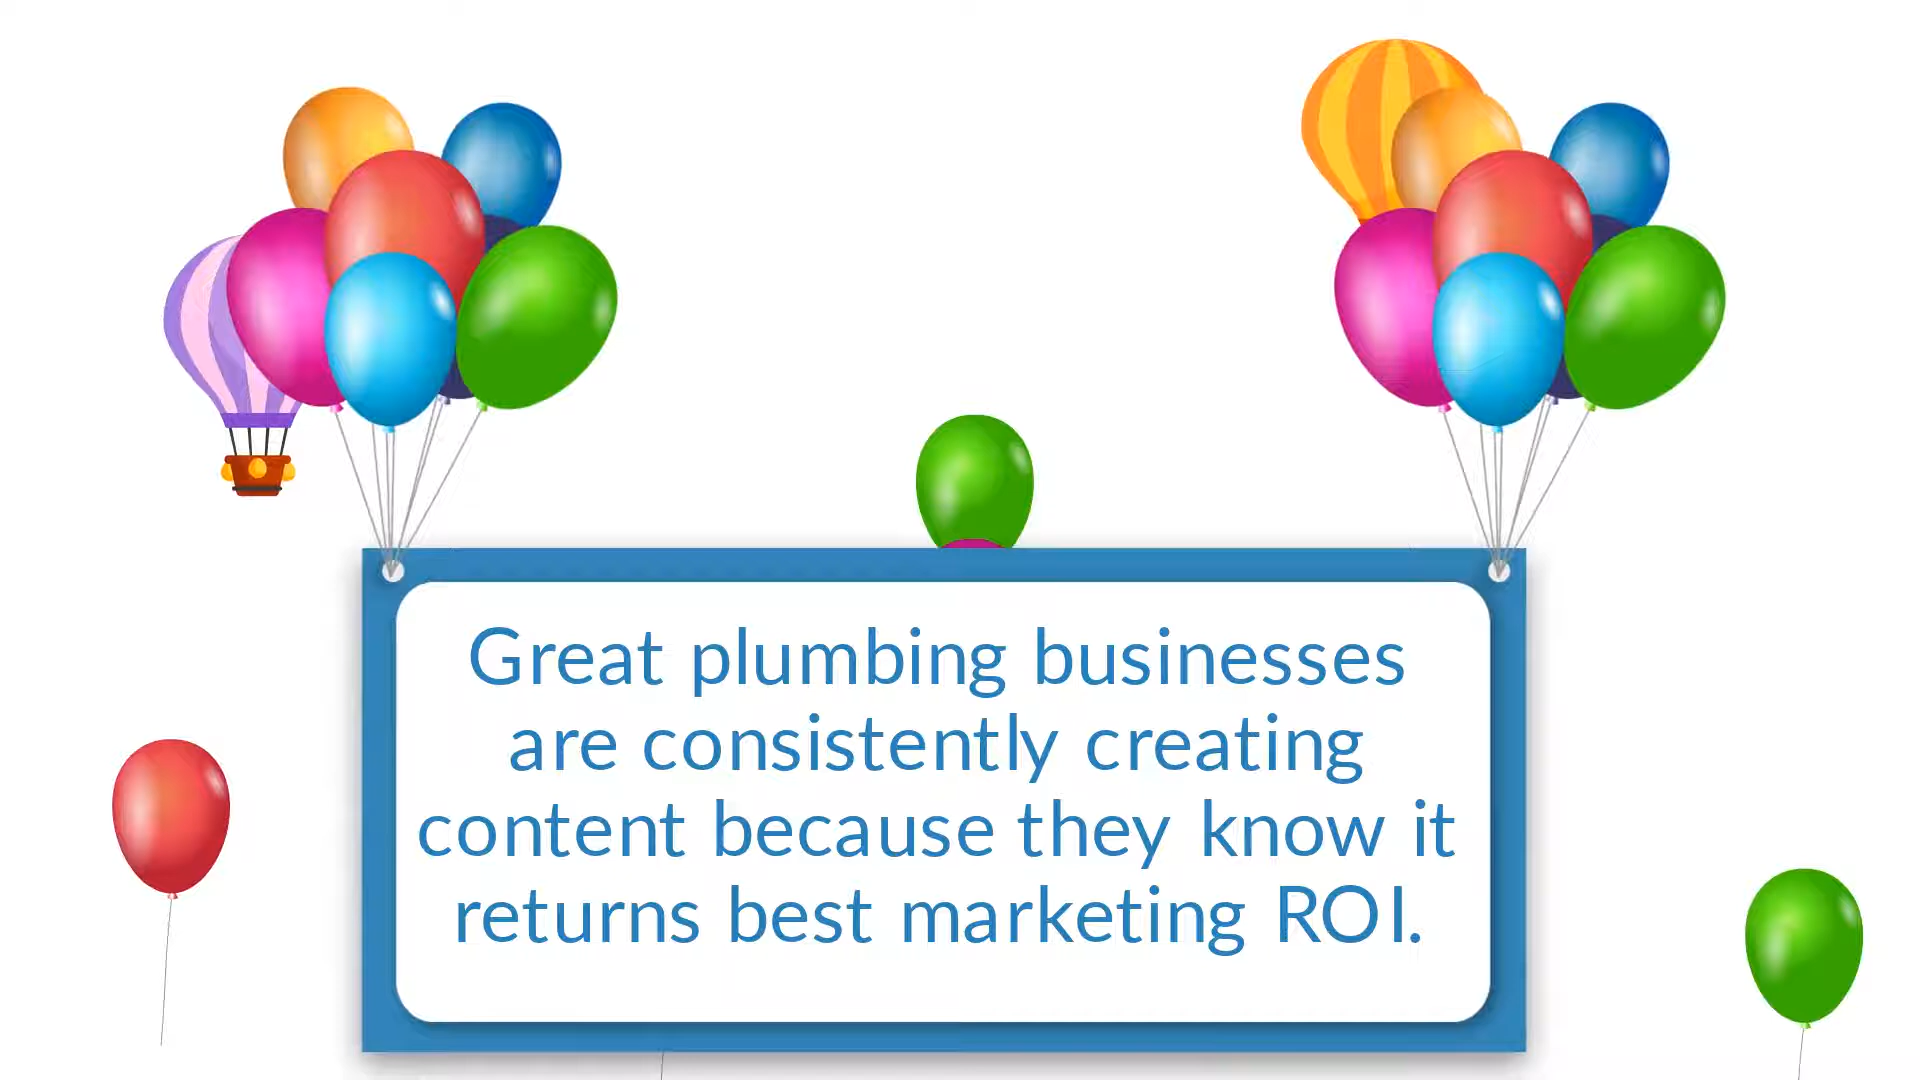 Great plumbing businesses
are consistently creating
content because they know it
returns best marketing ROI.